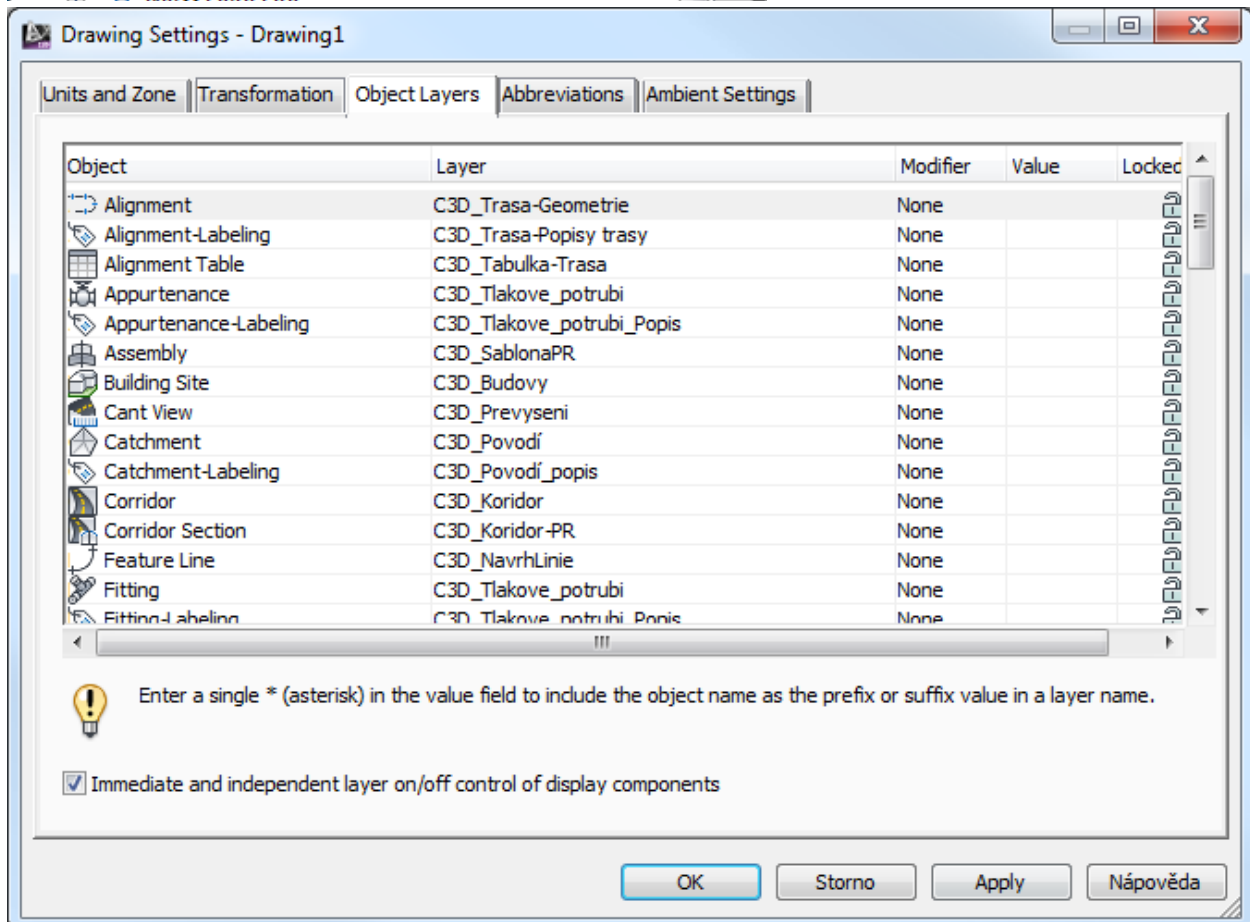 Drawing Settings - Drawing1
Units and Zone Transformation Object Layers Abbreviations Ambient Settings
Object Layer Modifier Value Locked
Alignment C3D_Trasa-Geometrie None
Alignment-Labeling C3D_Trasa-Popisy trasy None
Alignment Table C3D_Tabulka-Trasa None
Appurtenance C3D_Tlakove_potrubi None
Appurtenance-Labeling C3D_Tlakove_potrubi_Popis None
Assembly C3D_SablonaPR None
Building Site C3D_Budovy None
Cant View C3D_Prevyseni None
Catchment C3D_Povodí None
Catchment-Labeling C3D_Povodí_popis None
Corridor C3D_Koridor None
Corridor Section C3D_Koridor-PR None
Feature Line C3D_NavrhLinie None
Fitting C3D_Tlakove_potrubi None
Fitting-Labeling C3D_Tlakove_potrubi_Popis None
Enter a single * (asterisk) in the value field to include the object name as the prefix or suffix value in a layer name.
Immediate and independent layer on/off control of display components
OK Storno Apply Nápověda